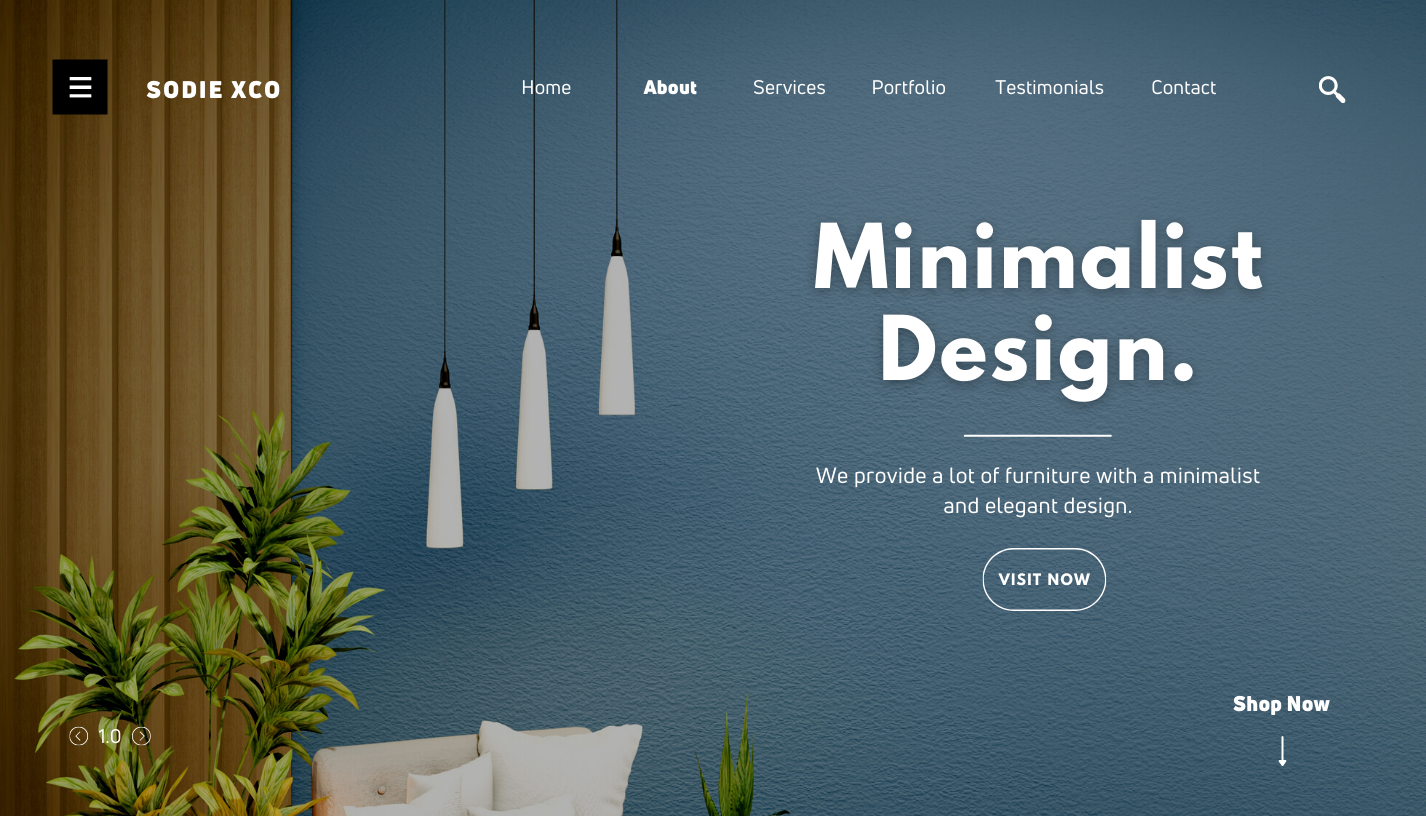 SODIE XCO
Home
About
Services
Portfolio
Testimonials
Contact
Minimalist
Design.
We provide a lot of furniture with a minimalist
and elegant design.
VISIT NOW
Shop Now
1.0